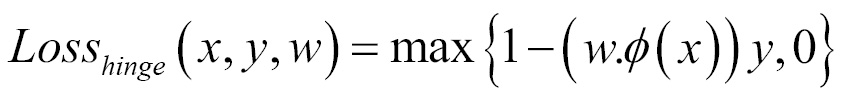 Loss_hinge (x, y, w) = max {1 − (w.ϕ(x)) y, 0}